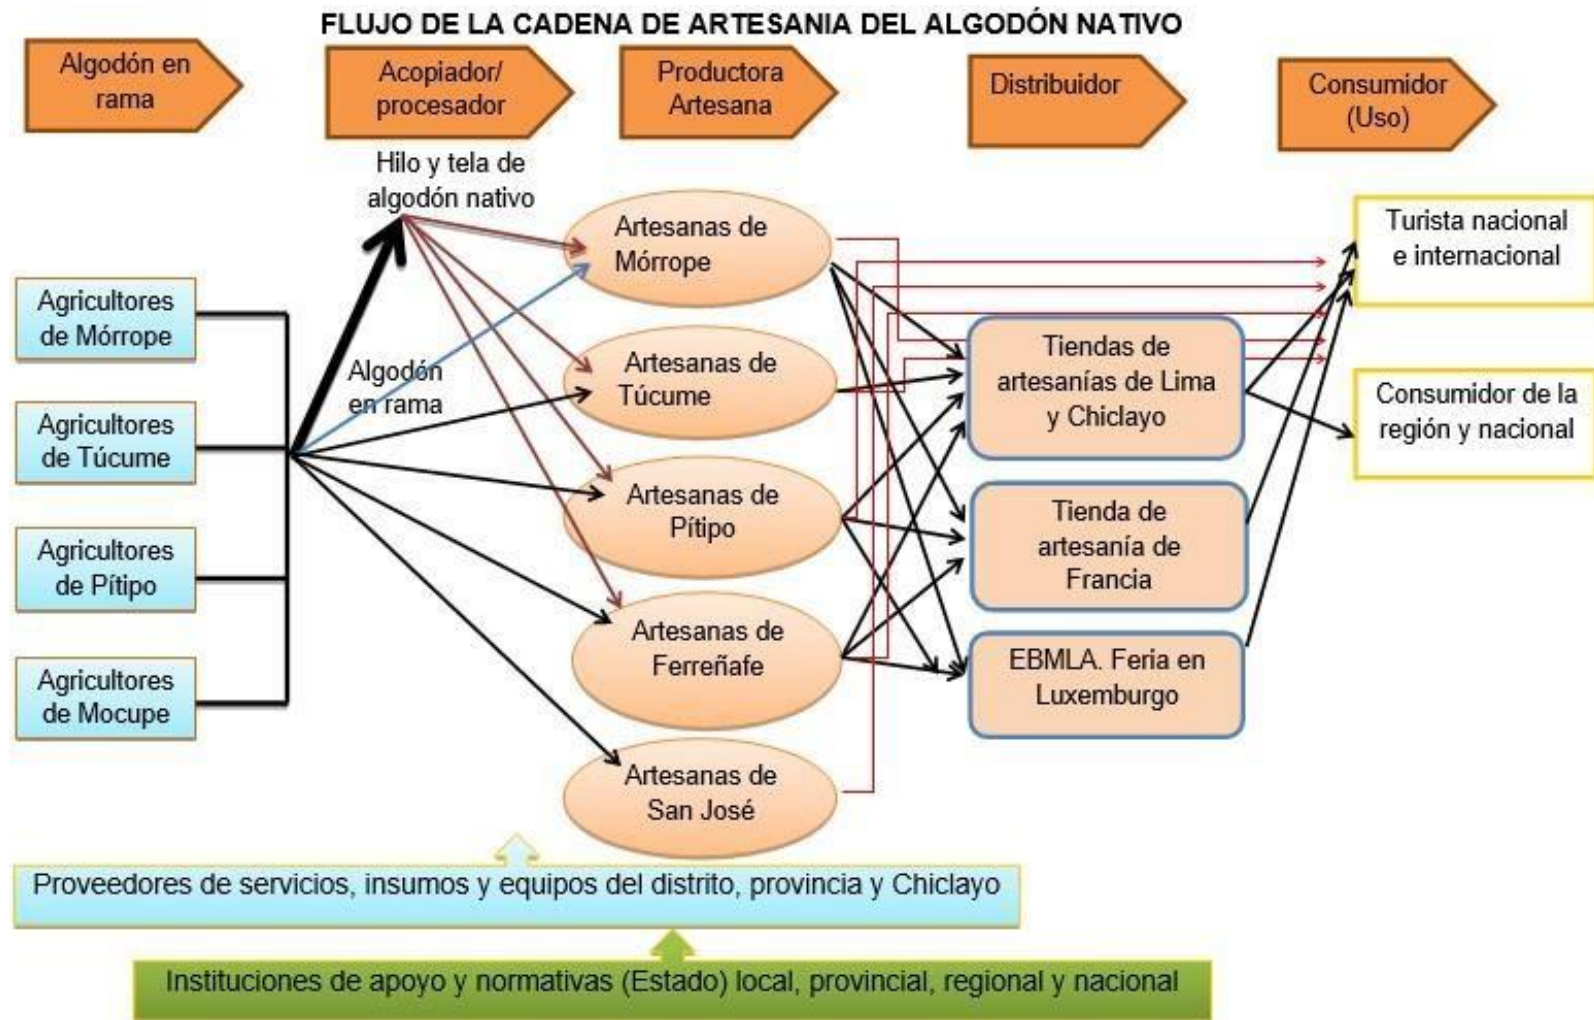 FLUJO DE LA CADENA DE ARTESANIA DEL ALGODÓN NATIVO
Algodón en
rama
Acopiador/
procesador
Productora
Artesana
Distribuidor
Consumidor
(Uso)
Hilo y tela de
algodón nativo
Algodón
en rama
Agricultores
de Mórrope
Agricultores
de Túcume
Agricultores
de Pítipo
Agricultores
de Mocupe
Artesanas de
Mórrope
Artesanas de
Túcume
Artesanas de
Pítipo
Artesanas de
Ferreñafe
Artesanas de
San José
Tiendas de
artesanías de Lima
y Chiclayo
Tienda de
artesanía de
Francia
EBMLA. Feria en
Luxemburgo
Turista nacional
e internacional
Consumidor de la
región y nacional
Proveedores de servicios, insumos y equipos del distrito, provincia y Chiclayo
Instituciones de apoyo y normativas (Estado) local, provincial, regional y nacional